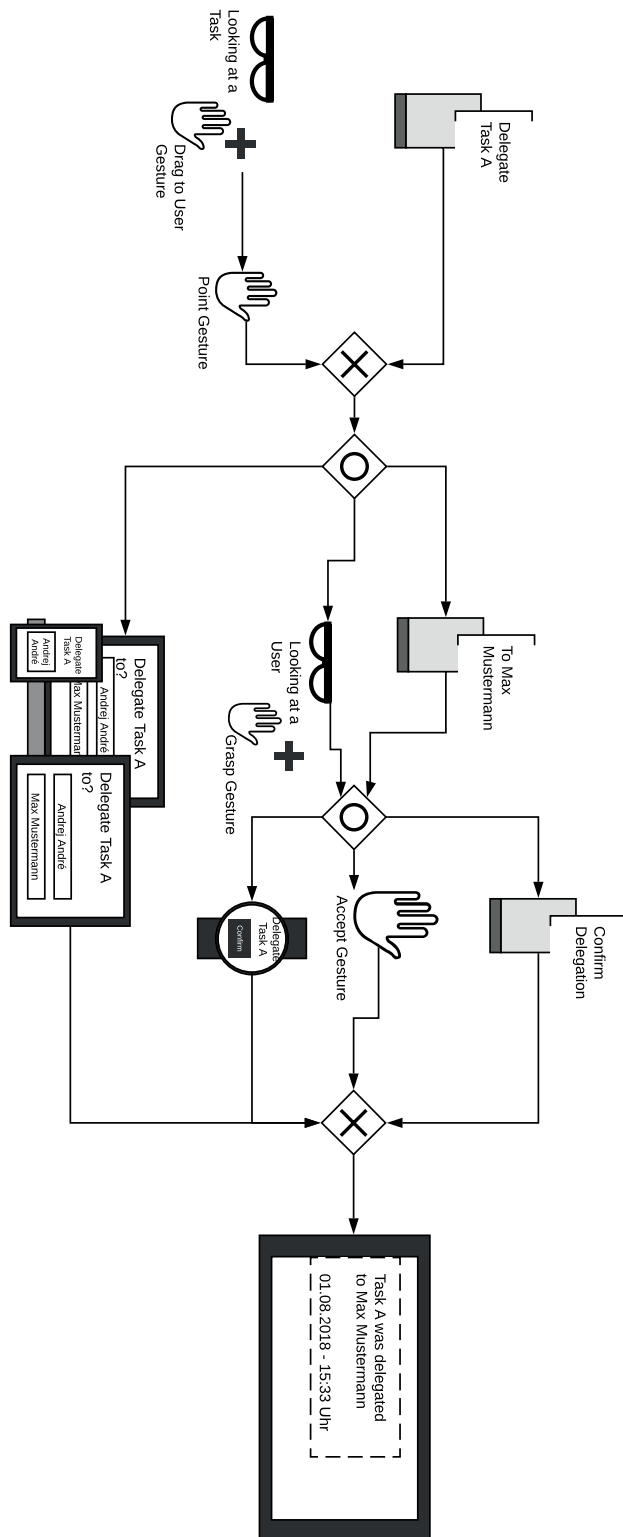 Delegate
Task A
Looking at a
Task
Drag to User
Gesture
Point Gesture
To Max
Mustermann
Looking at a
User
Grasp Gesture
Delegate Task A
to?
Andrej André
Max Mustermann
Delegate
Task A
Andrej
André
Delegate Task A
to?
Andrej André
Max Mustermann
Confirm
Delegation
Accept Gesture
Delegate
Task A
Confirm
Task A was delegated
to Max Mustermann
01.08.2018 - 15:33 Uhr